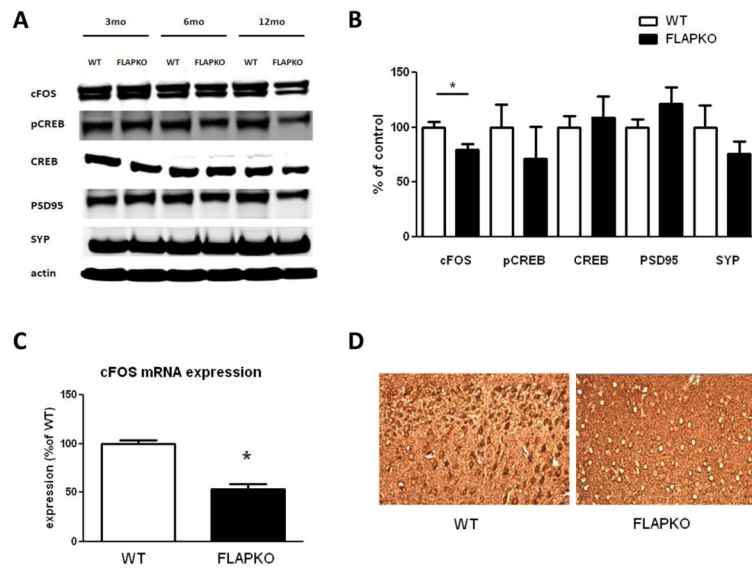 A
3mo 6mo 12mo
WT FLAPKO WT FLAPKO WT FLAPKO
cFOS
pCREB
CREB
PSD95
SYP
actin
B
WT
FLAPKO
% of control
150
100
50
0
*
cFOS pCREB CREB PSD95 SYP
C
cFOS mRNA expression
expression (%of WT)
150
100
50
0
*
WT FLAPKO
D
WT FLAPKO